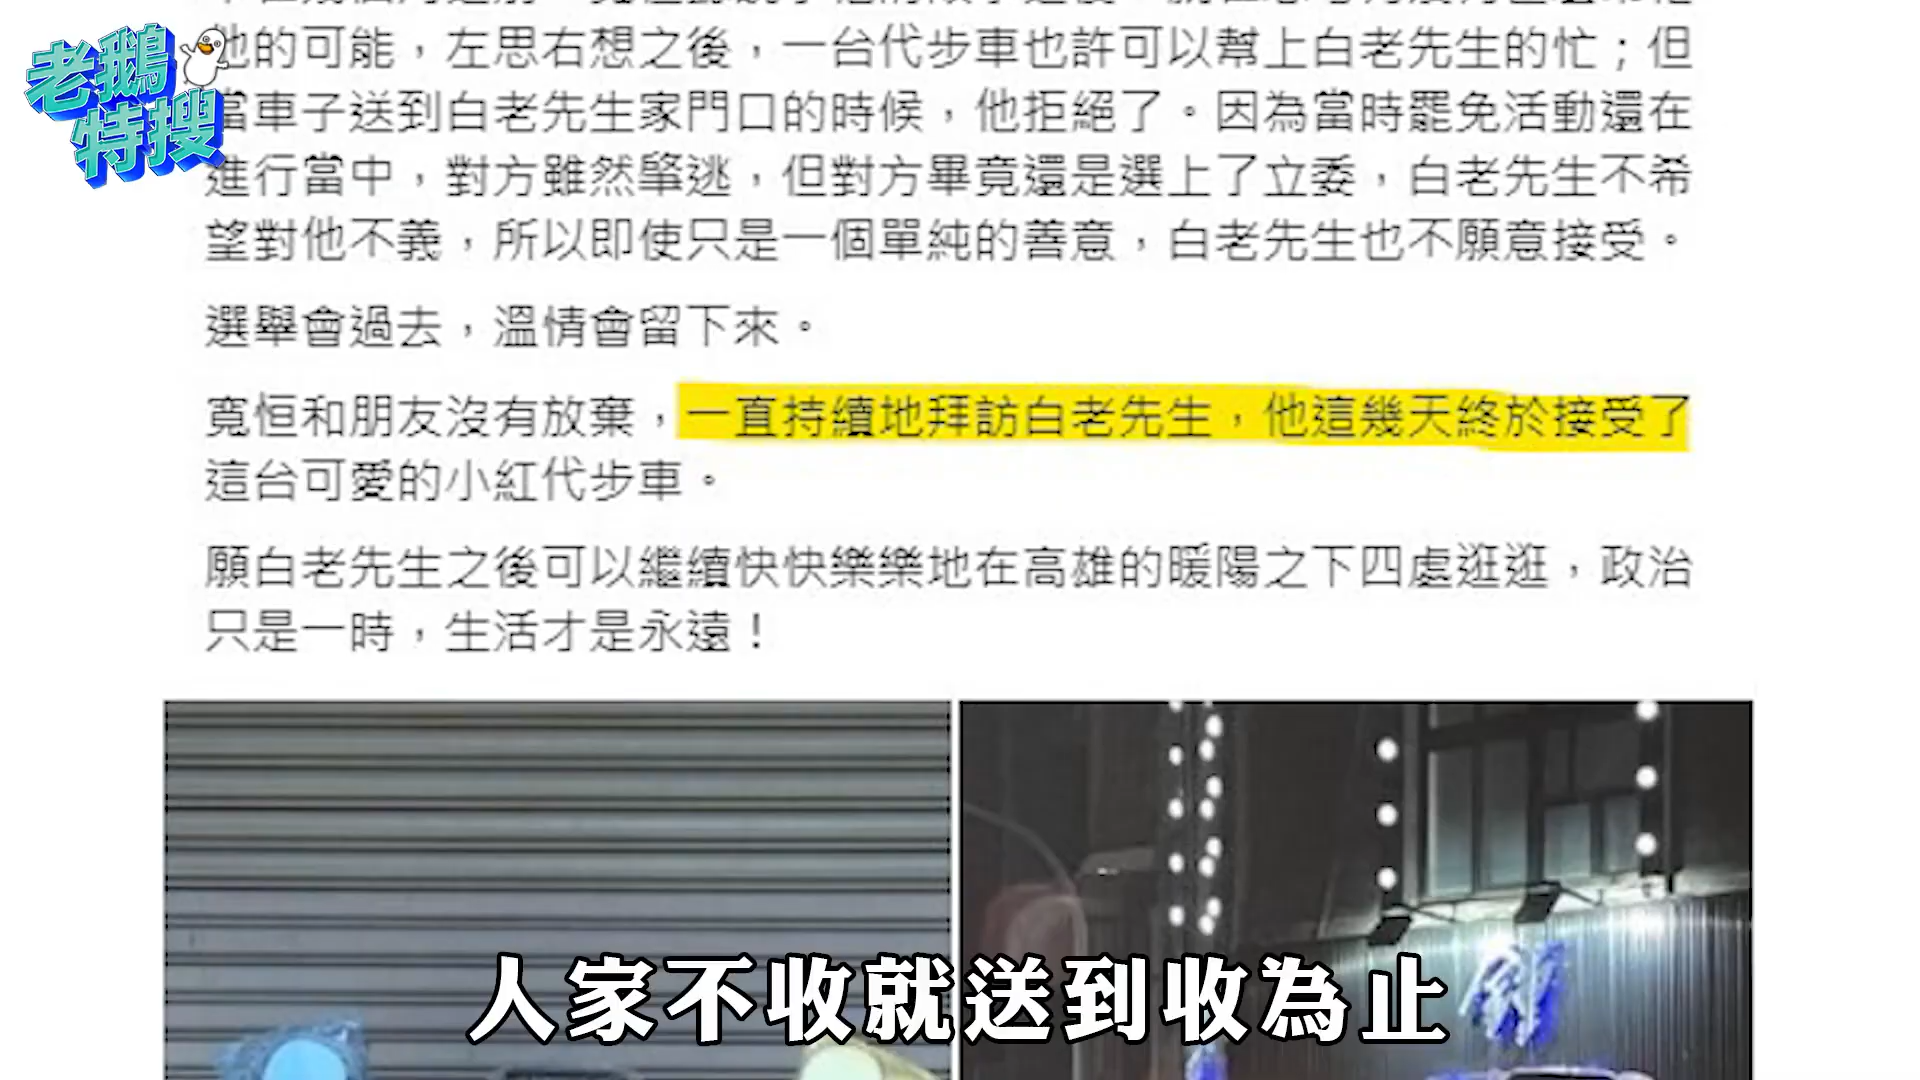 老鵝
特搜
他的可能，左思右想之後，一台代步車也許可以幫上白老先生的忙；但
當車子送到白老先生家門口的時候，他拒絕了。因為當時罷免活動還在
進行當中，對方雖然肇逃，但對方畢竟還是選上了立委，白老先生不希
望對他不義，所以即使只是一個單純的善意，白老先生也不願意接受。
選舉會過去，溫情會留下來。
寬恒和朋友沒有放棄，一直持續地拜訪白老先生，他這幾天終於接受了
這台可愛的小紅代步車。
願白老先生之後可以繼續快快樂樂地在高雄的暖陽之下四處逛逛，政治
只是一時，生活才是永遠！
人家不收就送到收為止